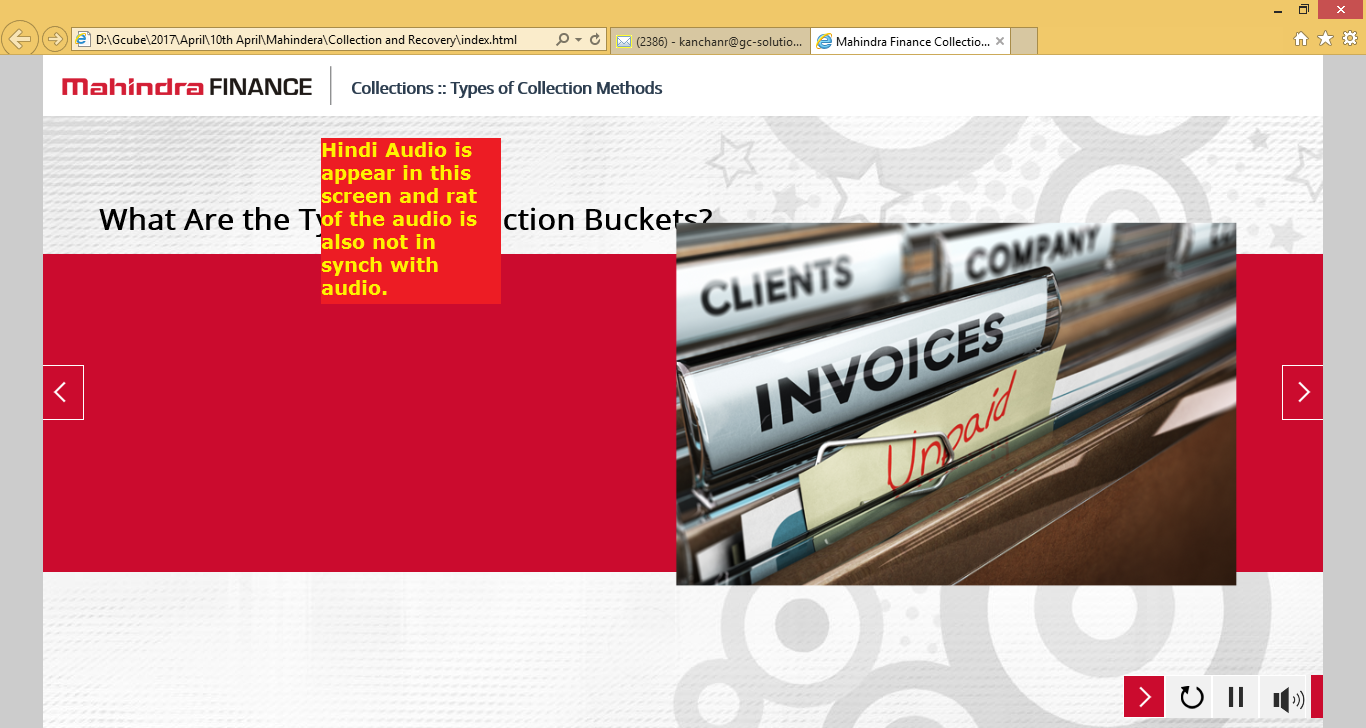 D:\Gcube\2017\April\10th April\Mahindera\Collection and Recovery\index.html
(2386) - kanchanr@gc-solutio...
Mahindra Finance Collectio...
Mahindra FINANCE
Collections :: Types of Collection Methods
Hindi Audio is
appear in this
screen and rat
of the audio is
also not in
synch with
audio.
What Are the Ty ction Buckets?
CLIENTS
COMPANY
INVOICES
Unpaid